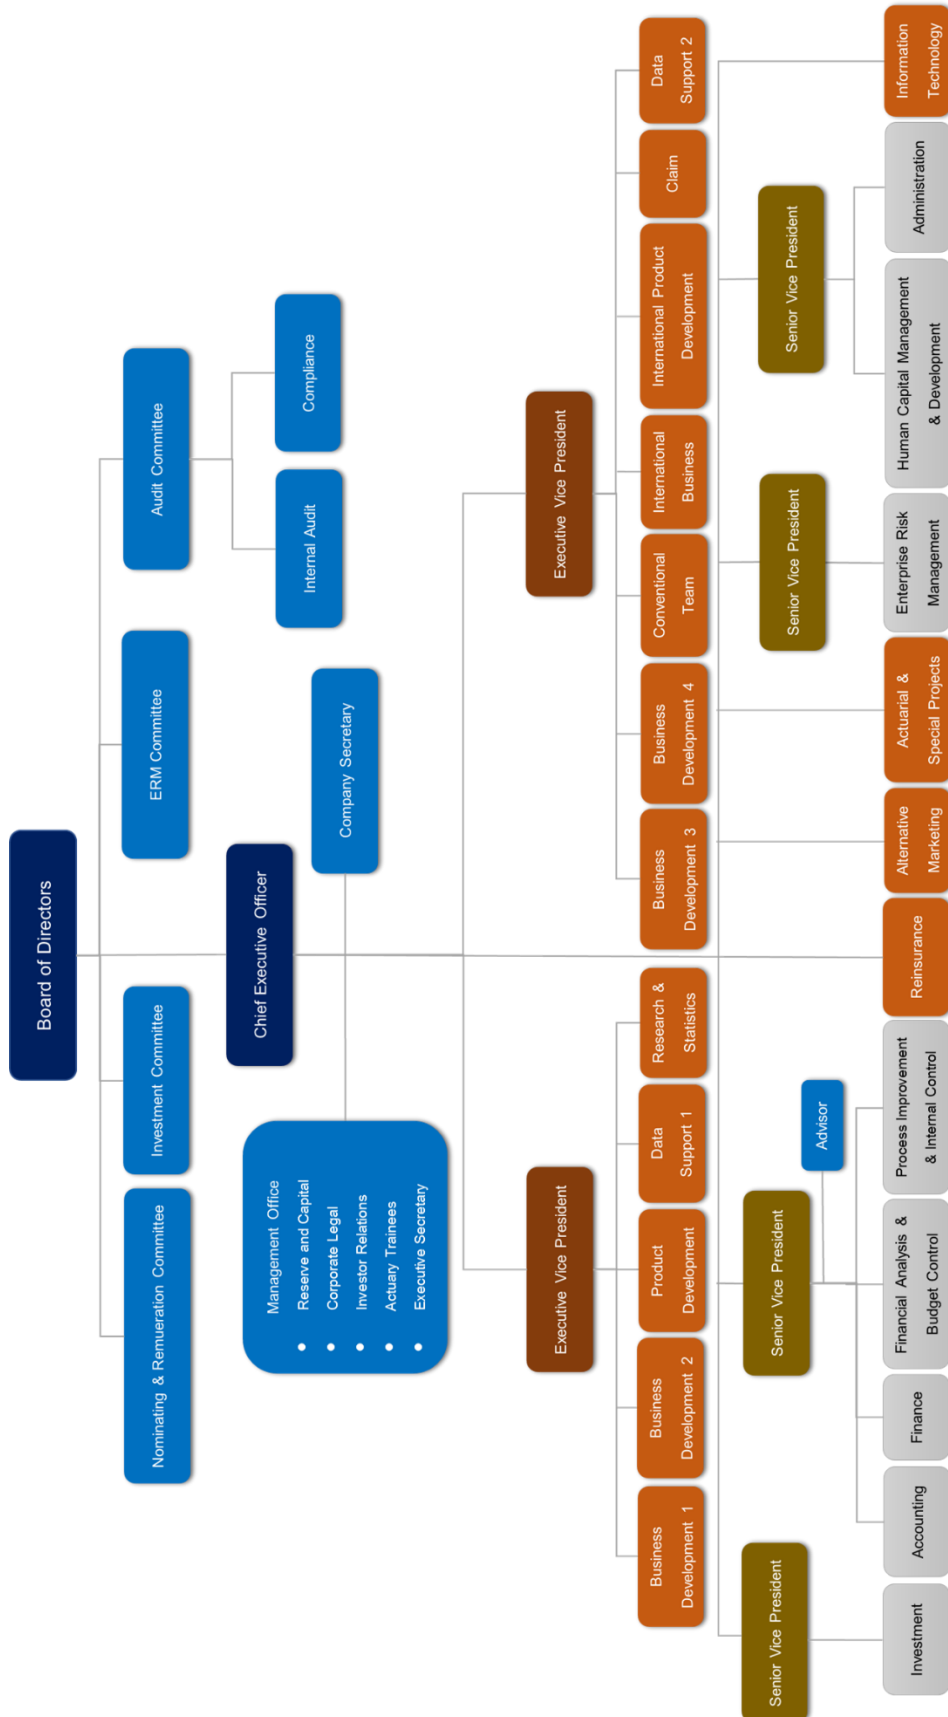 Board of Directors
Nominating & Remueration Committee
Investment Committee
ERM Committee
Audit Committee
Internal Audit
Compliance
Chief Executive Officer
Company Secretary
Management Office
● Reserve and Capital
● Corporate Legal
● Investor Relations
● Actuary Trainees
● Executive Secretary
Executive Vice President
Executive Vice President
Business
Development 1
Business
Development 2
Product
Development
Data
Support 1
Research &
Statistics
Business
Development 3
Business
Development 4
Conventional
Team
International
Business
International Product
Development
Claim
Data
Support 2
Senior Vice President
Senior Vice President
Advisor
Senior Vice President
Senior Vice President
Investment
Accounting
Finance
Financial Analysis &
Budget Control
Process Improvement
& Internal Control
Reinsurance
Alternative
Marketing
Actuarial &
Special Projects
Enterprise Risk
Management
Human Capital Management
& Development
Administration
Information
Technology